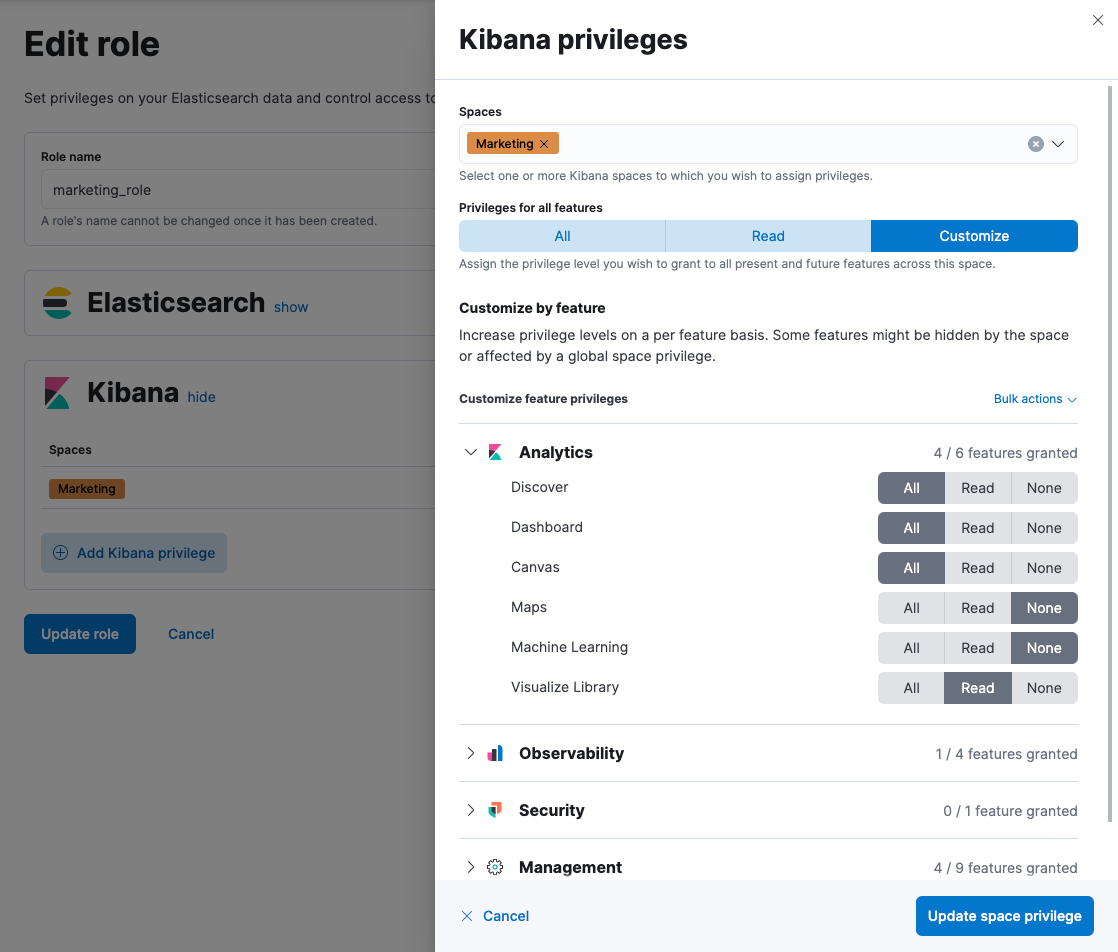 Edit role
Set privileges on your Elasticsearch data and control access to
Role name
marketing_role
A role's name cannot be changed once it has been created.
Elasticsearch show
Kibana hide
Spaces
Marketing
Add Kibana privilege
Update role Cancel
Kibana privileges
Spaces
Marketing
Select one or more Kibana spaces to which you wish to assign privileges.
Privileges for all features
All Read Customize
Assign the privilege level you wish to grant to all present and future features across this space.
Customize by feature
Increase privilege levels on a per feature basis. Some features might be hidden by the space
or affected by a global space privilege.
Customize feature privileges Bulk actions
Analytics 4 / 6 features granted
Discover All Read None
Dashboard All Read None
Canvas All Read None
Maps All Read None
Machine Learning All Read None
Visualize Library All Read None
Observability 1 / 4 features granted
Security 0 / 1 feature granted
Management 4 / 9 features granted
Cancel Update space privilege